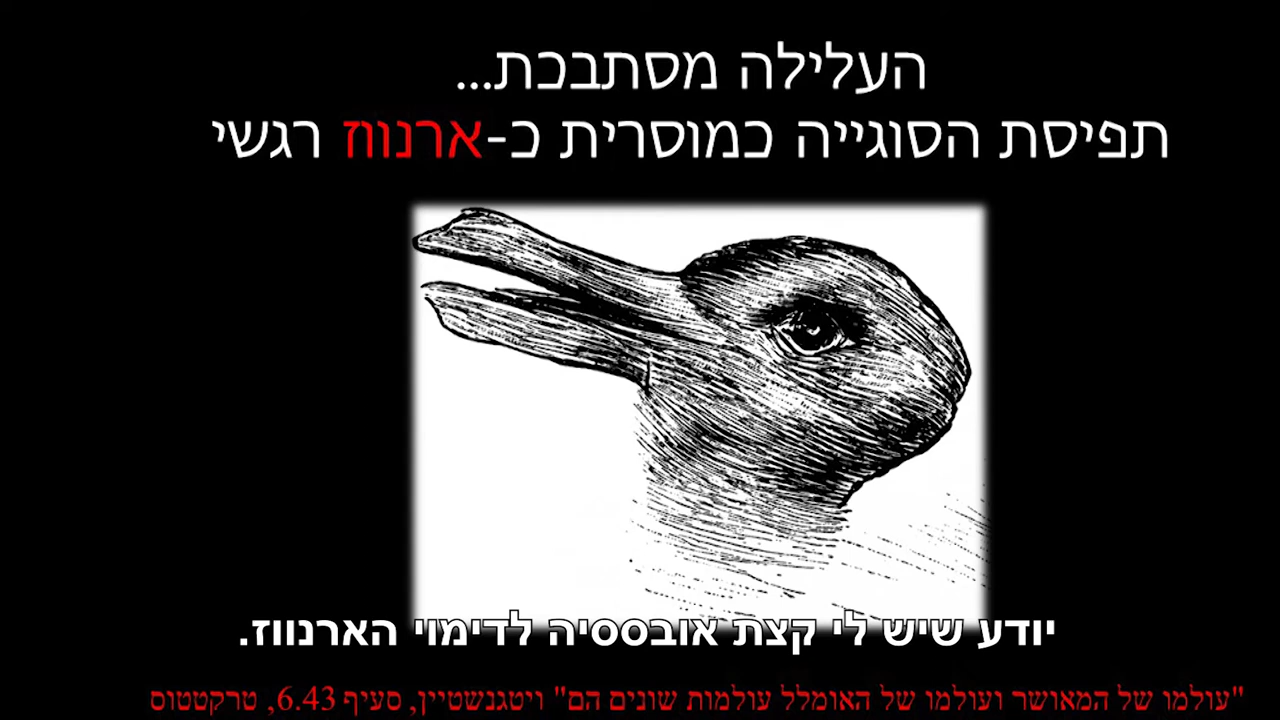 העלילה מסתבכת...
תפיסת הסוגייה כמוסרית כ-ארנווז רגשי
יודע שיש לי קצת אובססיה לדימוי הארנווז.
"עולמו של המאושר ועולמו של האומלל עולמות שונים הם" ויטגנשטיין, סעיף 6.43, טרקטטוס